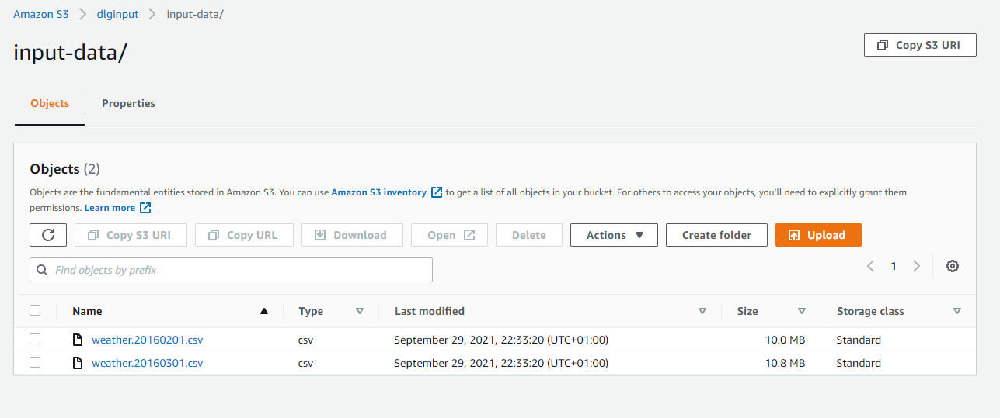 Amazon S3 > dlginput > input-data/
input-data/
Copy S3 URI
Objects Properties
Objects (2)
Objects are the fundamental entities stored in Amazon S3. You can use Amazon S3 inventory to get a list of all objects in your bucket. For others to access your objects, you’ll need to explicitly grant them
permissions. Learn more
Copy S3 URI Copy URL Download Open Delete Actions Create folder Upload
Find objects by prefix
1
Name Type Last modified Size Storage class
weather.20160201.csv csv September 29, 2021, 22:33:20 (UTC+01:00) 10.0 MB Standard
weather.20160301.csv csv September 29, 2021, 22:33:20 (UTC+01:00) 10.8 MB Standard